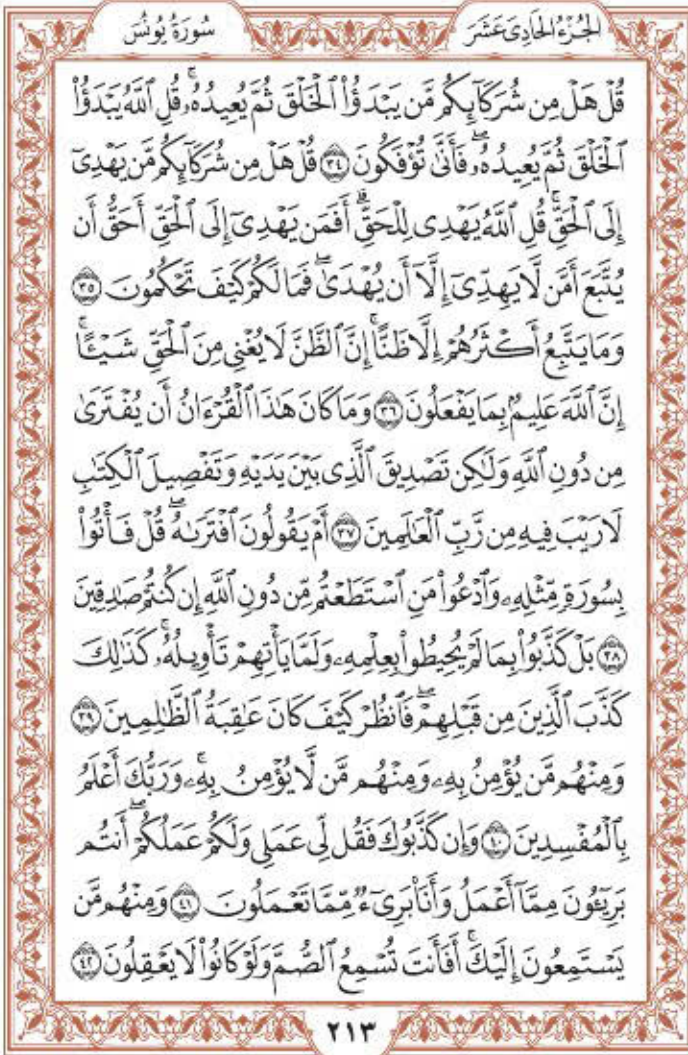 سُورَةُ يُونُسَ
الجُزْءُ الحَادِىَ عَشَرَ
قُلْ هَلْ مِن شُرَكَآئِكُم مَّن يَبْدَؤُا۟ ٱلْخَلْقَ ثُمَّ يُعِيدُهُۥۚ قُلِ ٱللَّهُ يَبْدَؤُا۟
ٱلْخَلْقَ ثُمَّ يُعِيدُهُۥۖ فَأَنَّىٰ تُؤْفَكُونَ ٣٤ قُلْ هَلْ مِن شُرَكَآئِكُم مَّن يَهْدِىٓ
إِلَى ٱلْحَقِّۚ قُلِ ٱللَّهُ يَهْدِى لِلْحَقِّۗ أَفَمَن يَهْدِىٓ إِلَى ٱلْحَقِّ أَحَقُّ أَن
يُتَّبَعَ أَمَّن لَّا يَهِدِّىٓ إِلَّآ أَن يُهْدَىٰۖ فَمَا لَكُمْ كَيْفَ تَحْكُمُونَ ٣٥
وَمَا يَتَّبِعُ أَكْثَرُهُمْ إِلَّا ظَنًّاۚ إِنَّ ٱلظَّنَّ لَا يُغْنِى مِنَ ٱلْحَقِّ شَيْـًٔاۚ
إِنَّ ٱللَّهَ عَلِيمٌۢ بِمَا يَفْعَلُونَ ٣٦ وَمَا كَانَ هَـٰذَا ٱلْقُرْءَانُ أَن يُفْتَرَىٰ
مِن دُونِ ٱللَّهِ وَلَـٰكِن تَصْدِيقَ ٱلَّذِى بَيْنَ يَدَيْهِ وَتَفْصِيلَ ٱلْكِتَـٰبِ
لَا رَيْبَ فِيهِ مِن رَّبِّ ٱلْعَـٰلَمِينَ ٣٧ أَمْ يَقُولُونَ ٱفْتَرَىٰهُۖ قُلْ فَأْتُوا۟
بِسُورَةٍ مِّثْلِهِۦ وَٱدْعُوا۟ مَنِ ٱسْتَطَعْتُم مِّن دُونِ ٱللَّهِ إِن كُنتُمْ صَـٰدِقِينَ
٣٨ بَلْ كَذَّبُوا۟ بِمَا لَمْ يُحِيطُوا۟ بِعِلْمِهِۦ وَلَمَّا يَأْتِهِمْ تَأْوِيلُهُۥۚ كَذَٰلِكَ
كَذَّبَ ٱلَّذِينَ مِن قَبْلِهِمْۖ فَٱنظُرْ كَيْفَ كَانَ عَـٰقِبَةُ ٱلظَّـٰلِمِينَ ٣٩
وَمِنْهُم مَّن يُؤْمِنُ بِهِۦ وَمِنْهُم مَّن لَّا يُؤْمِنُ بِهِۦۚ وَرَبُّكَ أَعْلَمُ
بِٱلْمُفْسِدِينَ ٤٠ وَإِن كَذَّبُوكَ فَقُل لِّى عَمَلِى وَلَكُمْ عَمَلُكُمْۖ أَنتُم
بَرِيٓـُٔونَ مِمَّآ أَعْمَلُ وَأَنَا۠ بَرِىٓءٌ مِّمَّا تَعْمَلُونَ ٤١ وَمِنْهُم مَّن
يَسْتَمِعُونَ إِلَيْكَۚ أَفَأَنتَ تُسْمِعُ ٱلصُّمَّ وَلَوْ كَانُوا۟ لَا يَعْقِلُونَ ٤٢
٢١٣